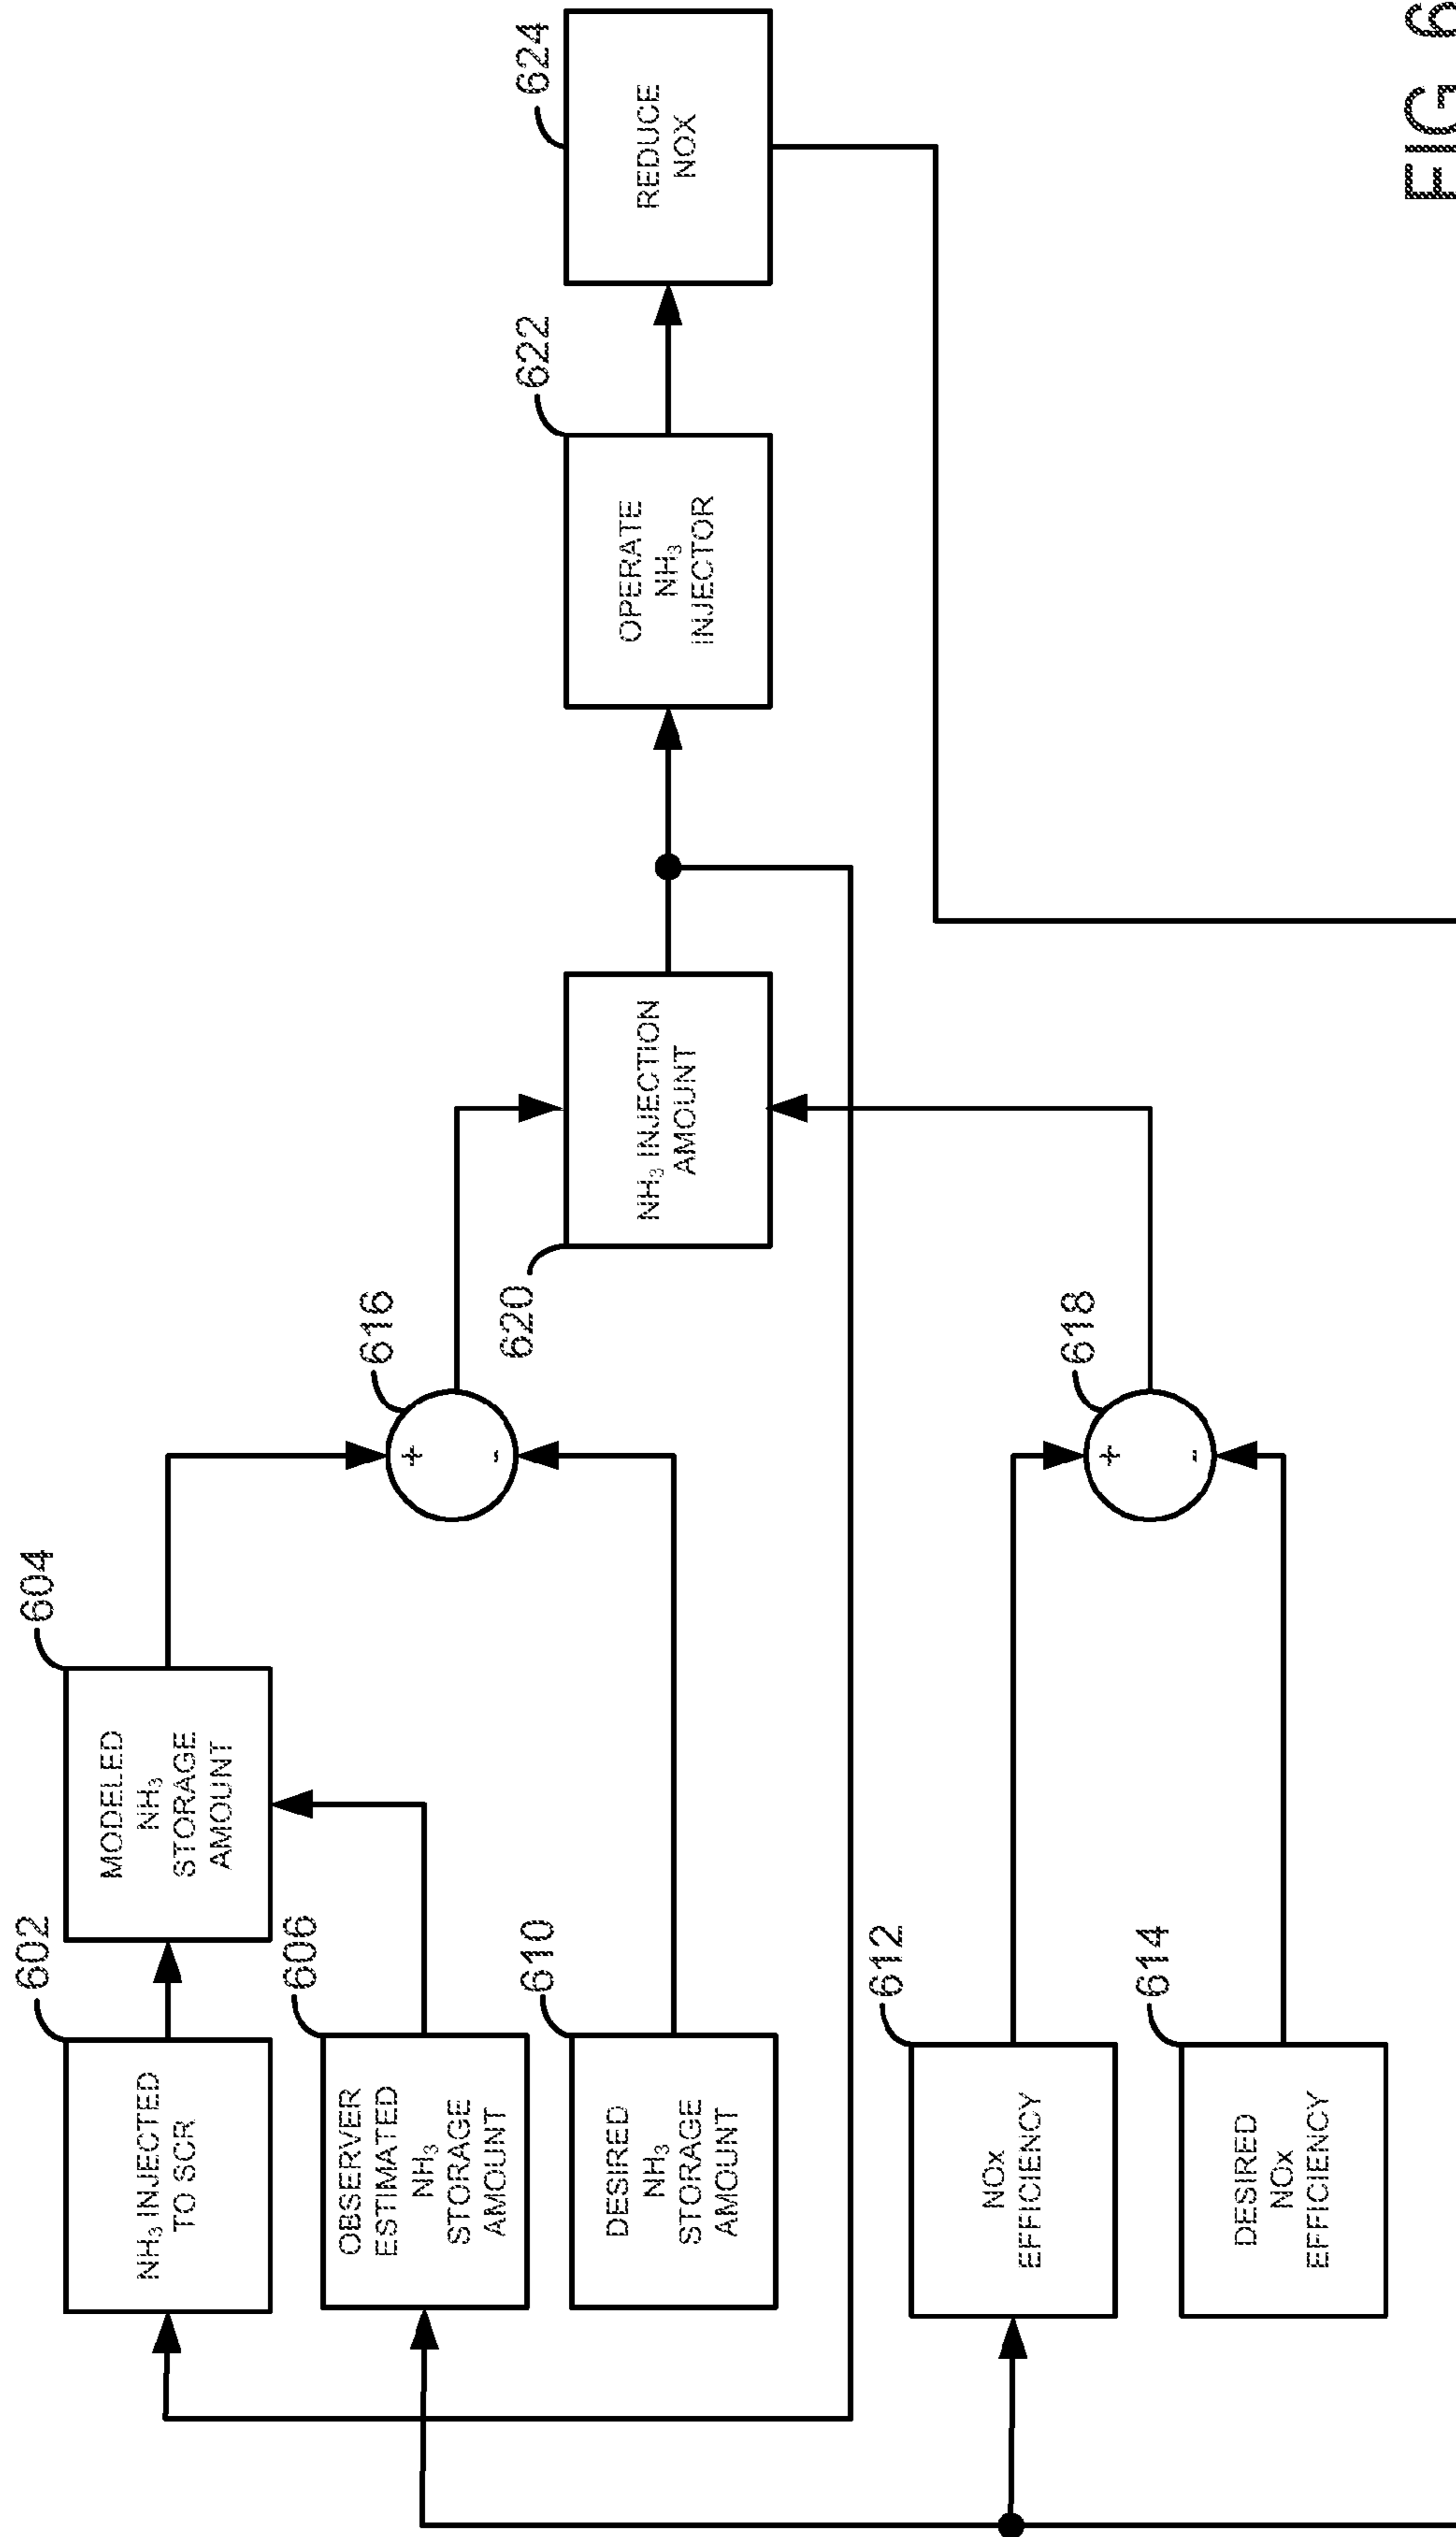 602
NH₃ INJECTED
TO SCR
604
MODELED
NH₃
STORAGE
AMOUNT
606
OBSERVER
ESTIMATED
NH₃
STORAGE
AMOUNT
610
DESIRED
NH₃
STORAGE
AMOUNT
616
+
-
612
NOx
EFFICIENCY
614
DESIRED
NOx
EFFICIENCY
618
+
-
620
NH₃ INJECTION
AMOUNT
622
OPERATE
NH₃
INJECTOR
624
REDUCE
NOX
FIG 6